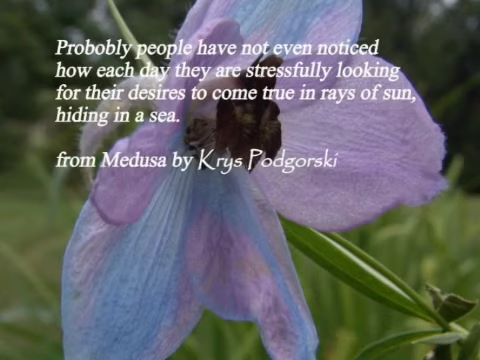 Probobly people have not even noticed
how each day they are stressfully looking
for their desires to come true in rays of sun,
hiding in a sea.
from Medusa by Krys Podgorski